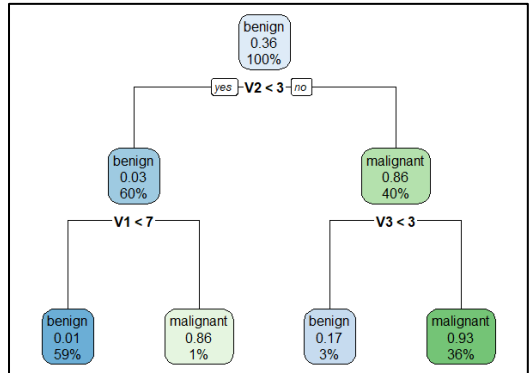 benign
0.36
100%
yes V2 < 3 no
benign
0.03
60%
malignant
0.86
40%
V1 < 7
V3 < 3
benign
0.01
59%
malignant
0.86
1%
benign
0.17
3%
malignant
0.93
36%